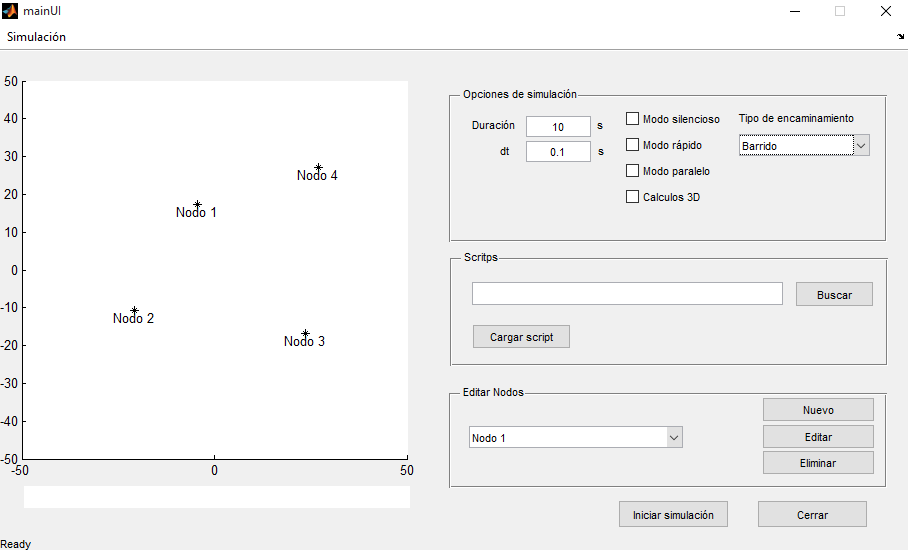 mainUI
Simulación
50
40
30
20
10
0
-10
-20
-30
-40
-50
-50
0
50
Nodo 4
Nodo 1
Nodo 2
Nodo 3
Opciones de simulación
Duración 10 s
dt 0.1 s
Modo silencioso
Modo rápido
Modo paralelo
Calculos 3D
Tipo de encaminamiento
Barrido
Scritps
Buscar
Cargar script
Editar Nodos
Nodo 1
Nuevo
Editar
Eliminar
Iniciar simulación
Cerrar
Ready